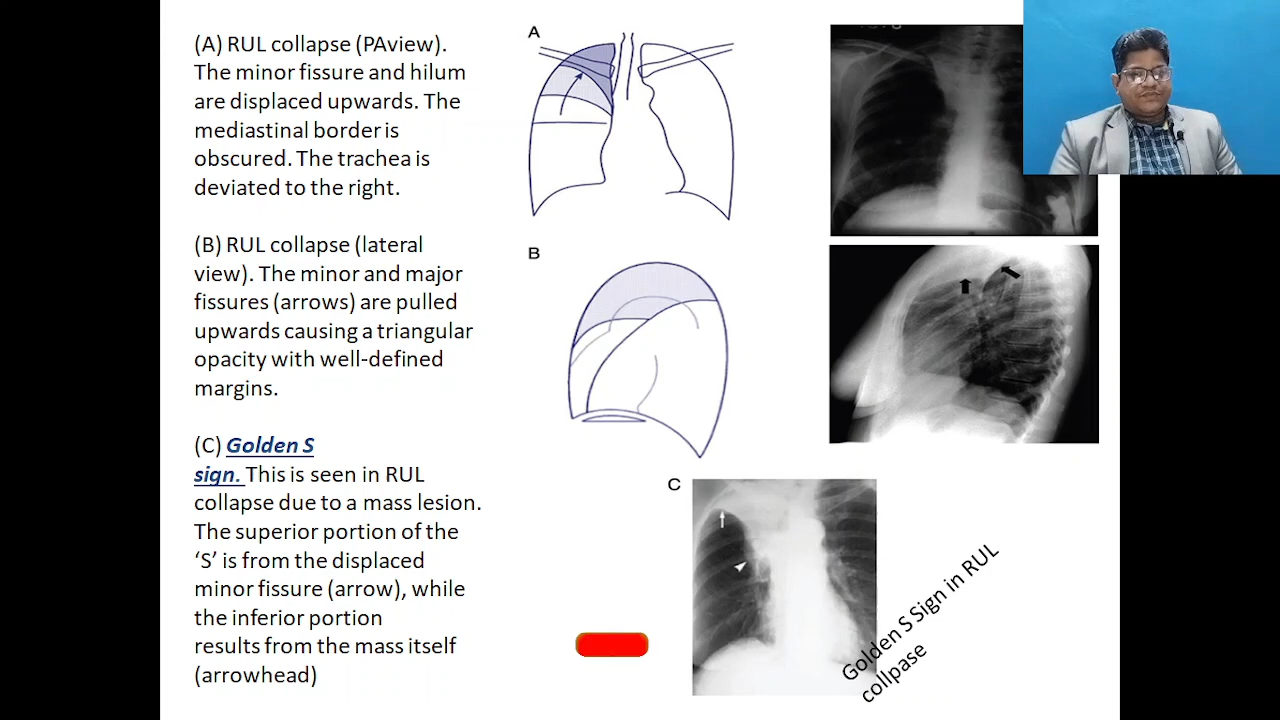 (A) RUL collapse (PAview).
The minor fissure and hilum
are displaced upwards. The
mediastinal border is
obscured. The trachea is
deviated to the right.
(B) RUL collapse (lateral
view). The minor and major
fissures (arrows) are pulled
upwards causing a triangular
opacity with well-defined
margins.
(C) Golden S
sign. This is seen in RUL
collapse due to a mass lesion.
The superior portion of the
‘S’ is from the displaced
minor fissure (arrow), while
the inferior portion
results from the mass itself
(arrowhead)
A
B
C
Golden S Sign in RUL
collpase